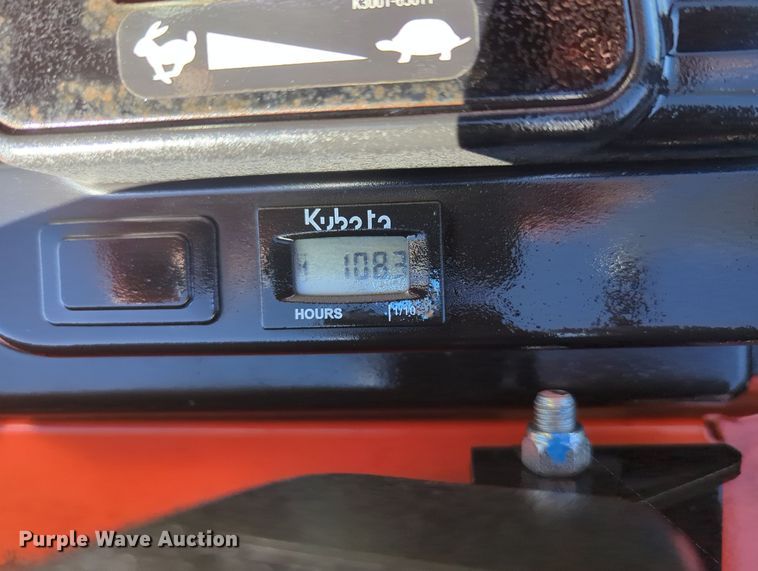 Kubota
1083
HOURS
1/10
Purple Wave Auction